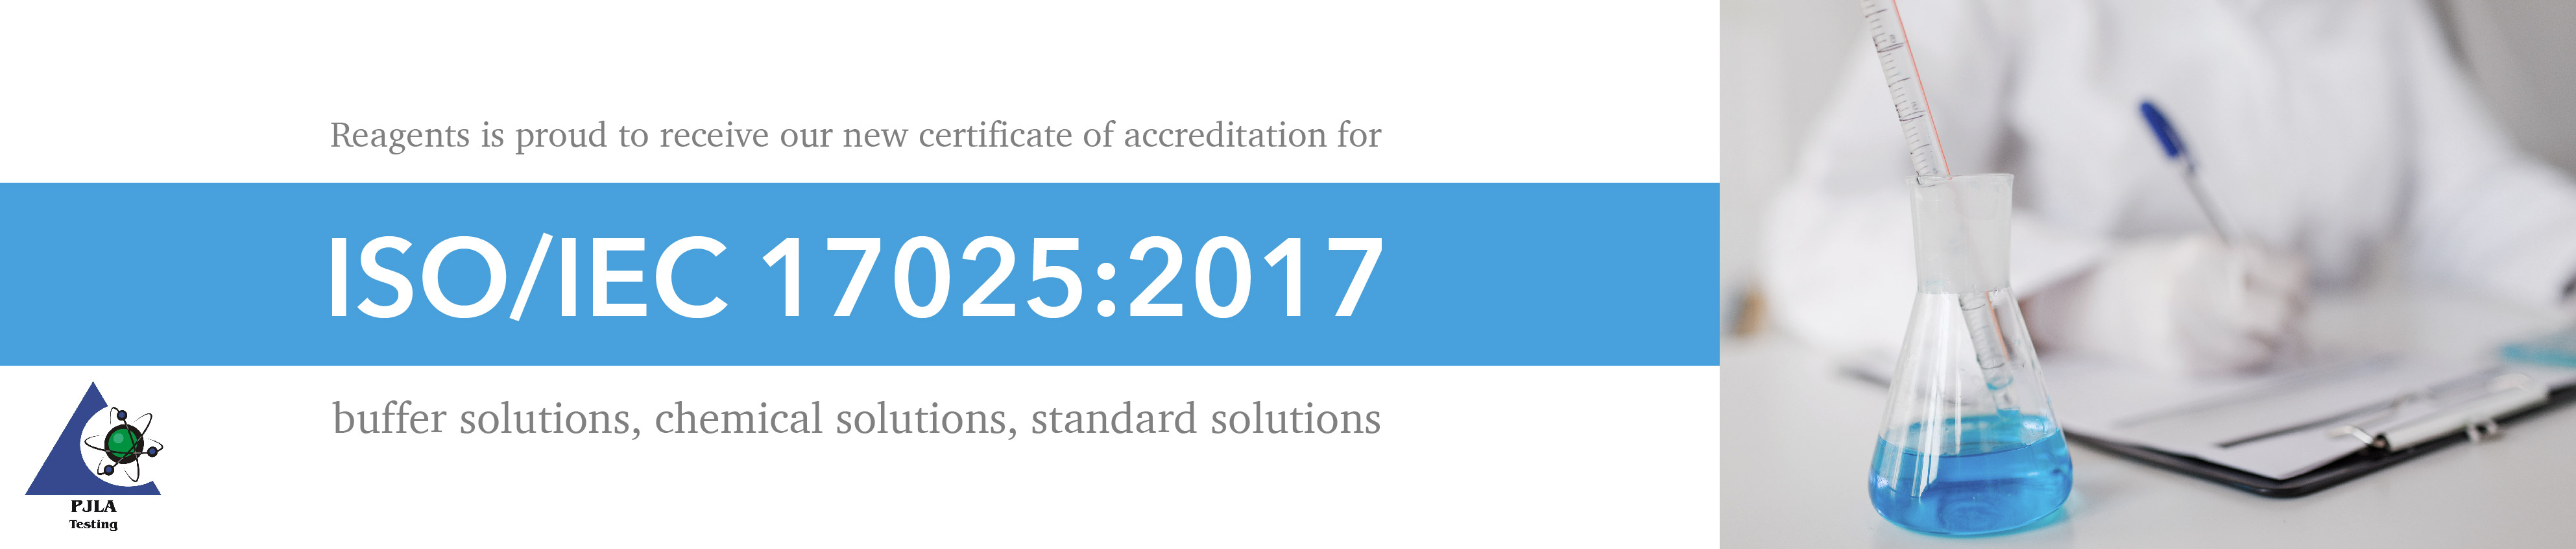 Reagents is proud to receive our new certificate of accreditation for
ISO/IEC 17025:2017
buffer solutions, chemical solutions, standard solutions
PJLA
Testing